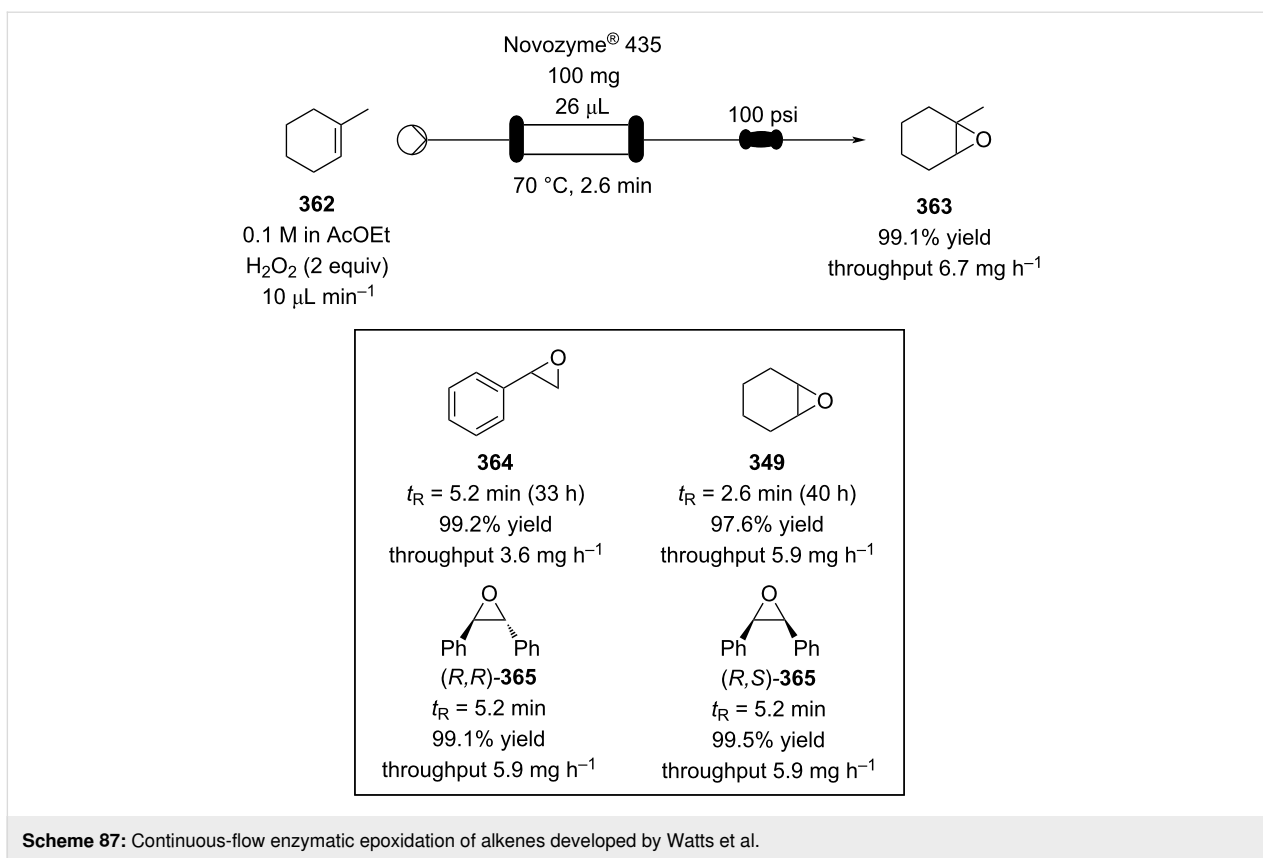 Novozyme® 435
100 mg
26 μL
100 psi
O
70 °C, 2.6 min
362
0.1 M in AcOEt
H₂O₂ (2 equiv)
10 μL min⁻¹
363
99.1% yield
throughput 6.7 mg h⁻¹
O
364
tR = 5.2 min (33 h)
99.2% yield
throughput 3.6 mg h⁻¹
O
349
tR = 2.6 min (40 h)
97.6% yield
throughput 5.9 mg h⁻¹
O
Ph Ph
(R,R)-365
tR = 5.2 min
99.1% yield
throughput 5.9 mg h⁻¹
O
Ph Ph
(R,S)-365
tR = 5.2 min
99.5% yield
throughput 5.9 mg h⁻¹
Scheme 87: Continuous-flow enzymatic epoxidation of alkenes developed by Watts et al.